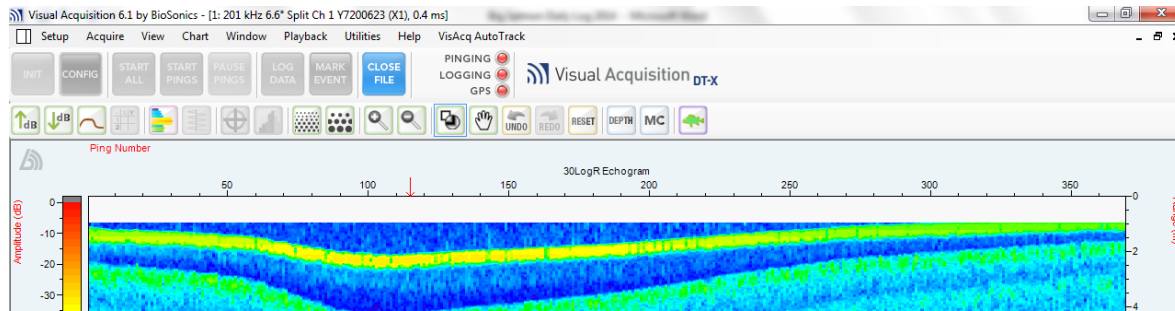 Visual Acquisition 6.1 by BioSonics - [1: 201 kHz 6.6° Split Ch 1 Y7200623 (X1), 0.4 ms]
Setup Acquire View Chart Window Playback Utilities Help VisAcq AutoTrack
INIT CONFIG START ALL START PINGS PAUSE PINGS LOG DATA MARK EVENT CLOSE FILE
PINGING
LOGGING
GPS
Visual Acquisition DT-X
dB dB UNDO REDO RESET DEPTH MC
Ping Number
30LogR Echogram
50 100 150 200 250 300 350
Amplitude (dB)
0
-10
-20
-30
0
-2
-4